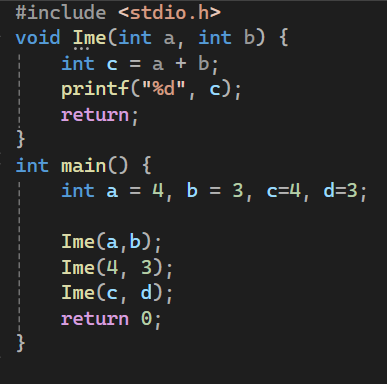 #include <stdio.h>
void Ime(int a, int b) {
    int c = a + b;
    printf("%d", c);
    return;
}
int main() {
    int a = 4, b = 3, c=4, d=3;

    Ime(a,b);
    Ime(4, 3);
    Ime(c, d);
    return 0;
}